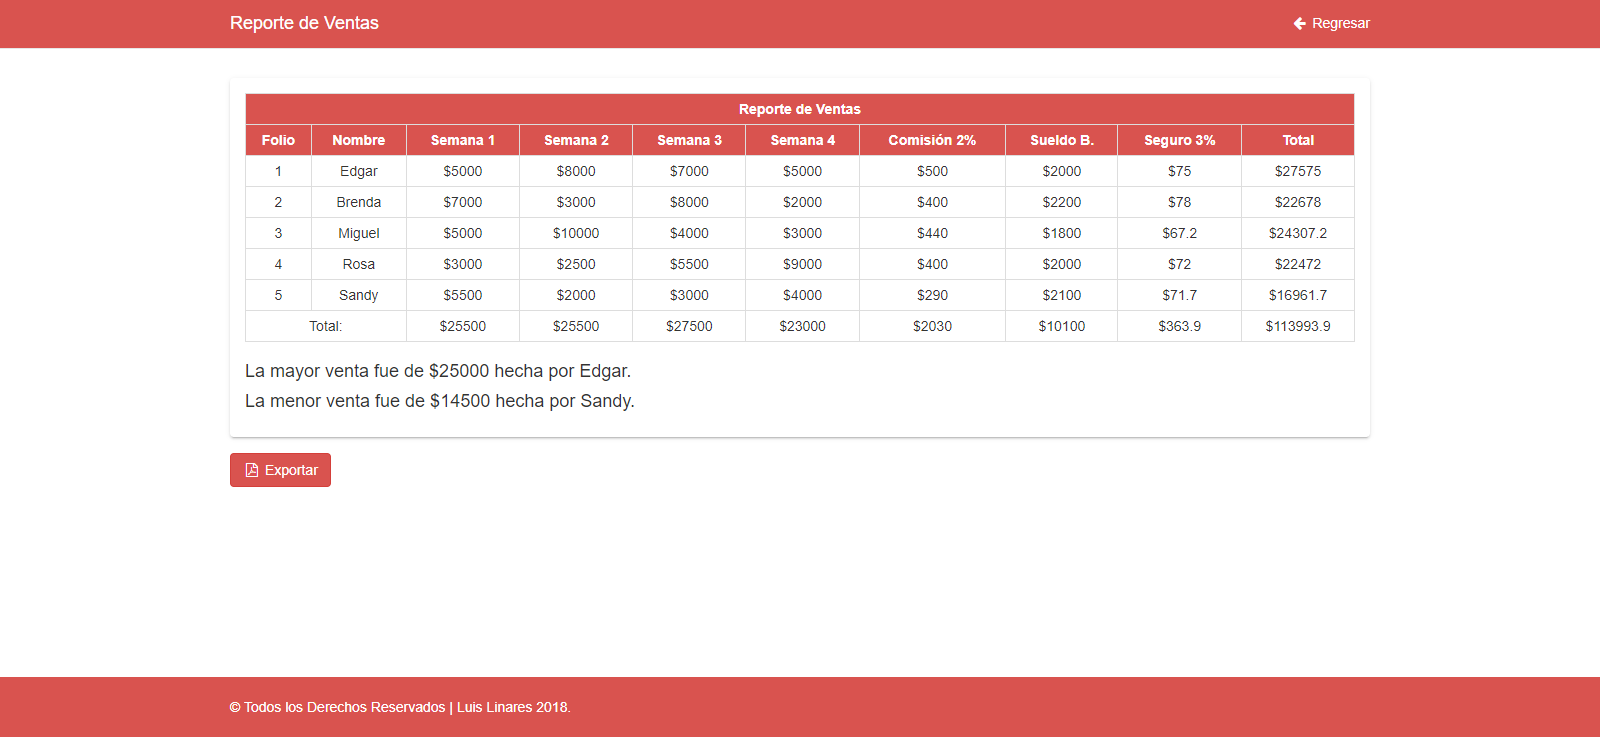 Reporte de Ventas
Regresar
Reporte de Ventas
Folio Nombre Semana 1 Semana 2 Semana 3 Semana 4 Comisión 2% Sueldo B. Seguro 3% Total
1 Edgar $5000 $8000 $7000 $5000 $500 $2000 $75 $27575
2 Brenda $7000 $3000 $8000 $2000 $400 $2200 $78 $22678
3 Miguel $5000 $10000 $4000 $3000 $440 $1800 $67.2 $24307.2
4 Rosa $3000 $2500 $5500 $9000 $400 $2000 $72 $22472
5 Sandy $5500 $2000 $3000 $4000 $290 $2100 $71.7 $16961.7
Total: $25500 $25500 $27500 $23000 $2030 $10100 $363.9 $113993.9
La mayor venta fue de $25000 hecha por Edgar.
La menor venta fue de $14500 hecha por Sandy.
Exportar
© Todos los Derechos Reservados | Luis Linares 2018.